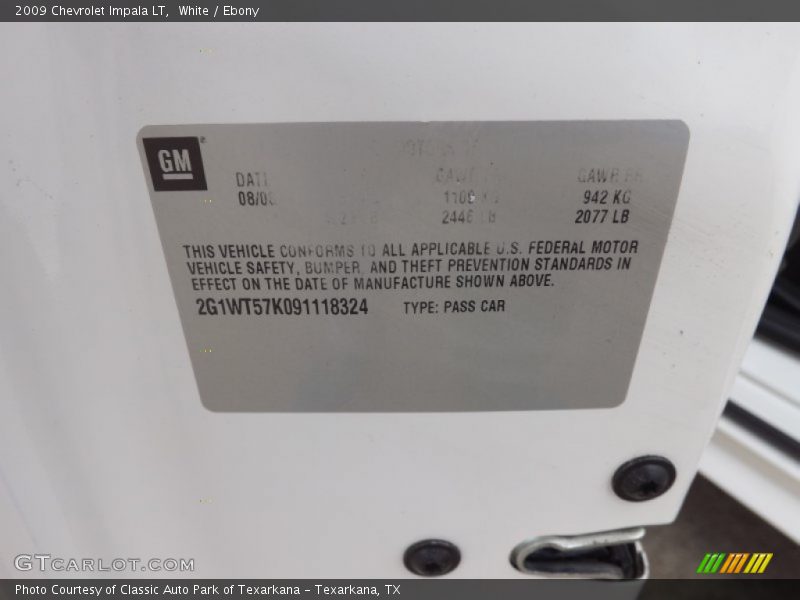 2009 Chevrolet Impala LT, White / Ebony
GM
DATE GAWR RR
08/08 942 KG
2446 LB 2077 LB
THIS VEHICLE CONFORMS TO ALL APPLICABLE U.S. FEDERAL MOTOR
VEHICLE SAFETY, BUMPER, AND THEFT PREVENTION STANDARDS IN
EFFECT ON THE DATE OF MANUFACTURE SHOWN ABOVE.
2G1WT57K091118324 TYPE: PASS CAR
GTCARLOT.COM
Photo Courtesy of Classic Auto Park of Texarkana - Texarkana, TX